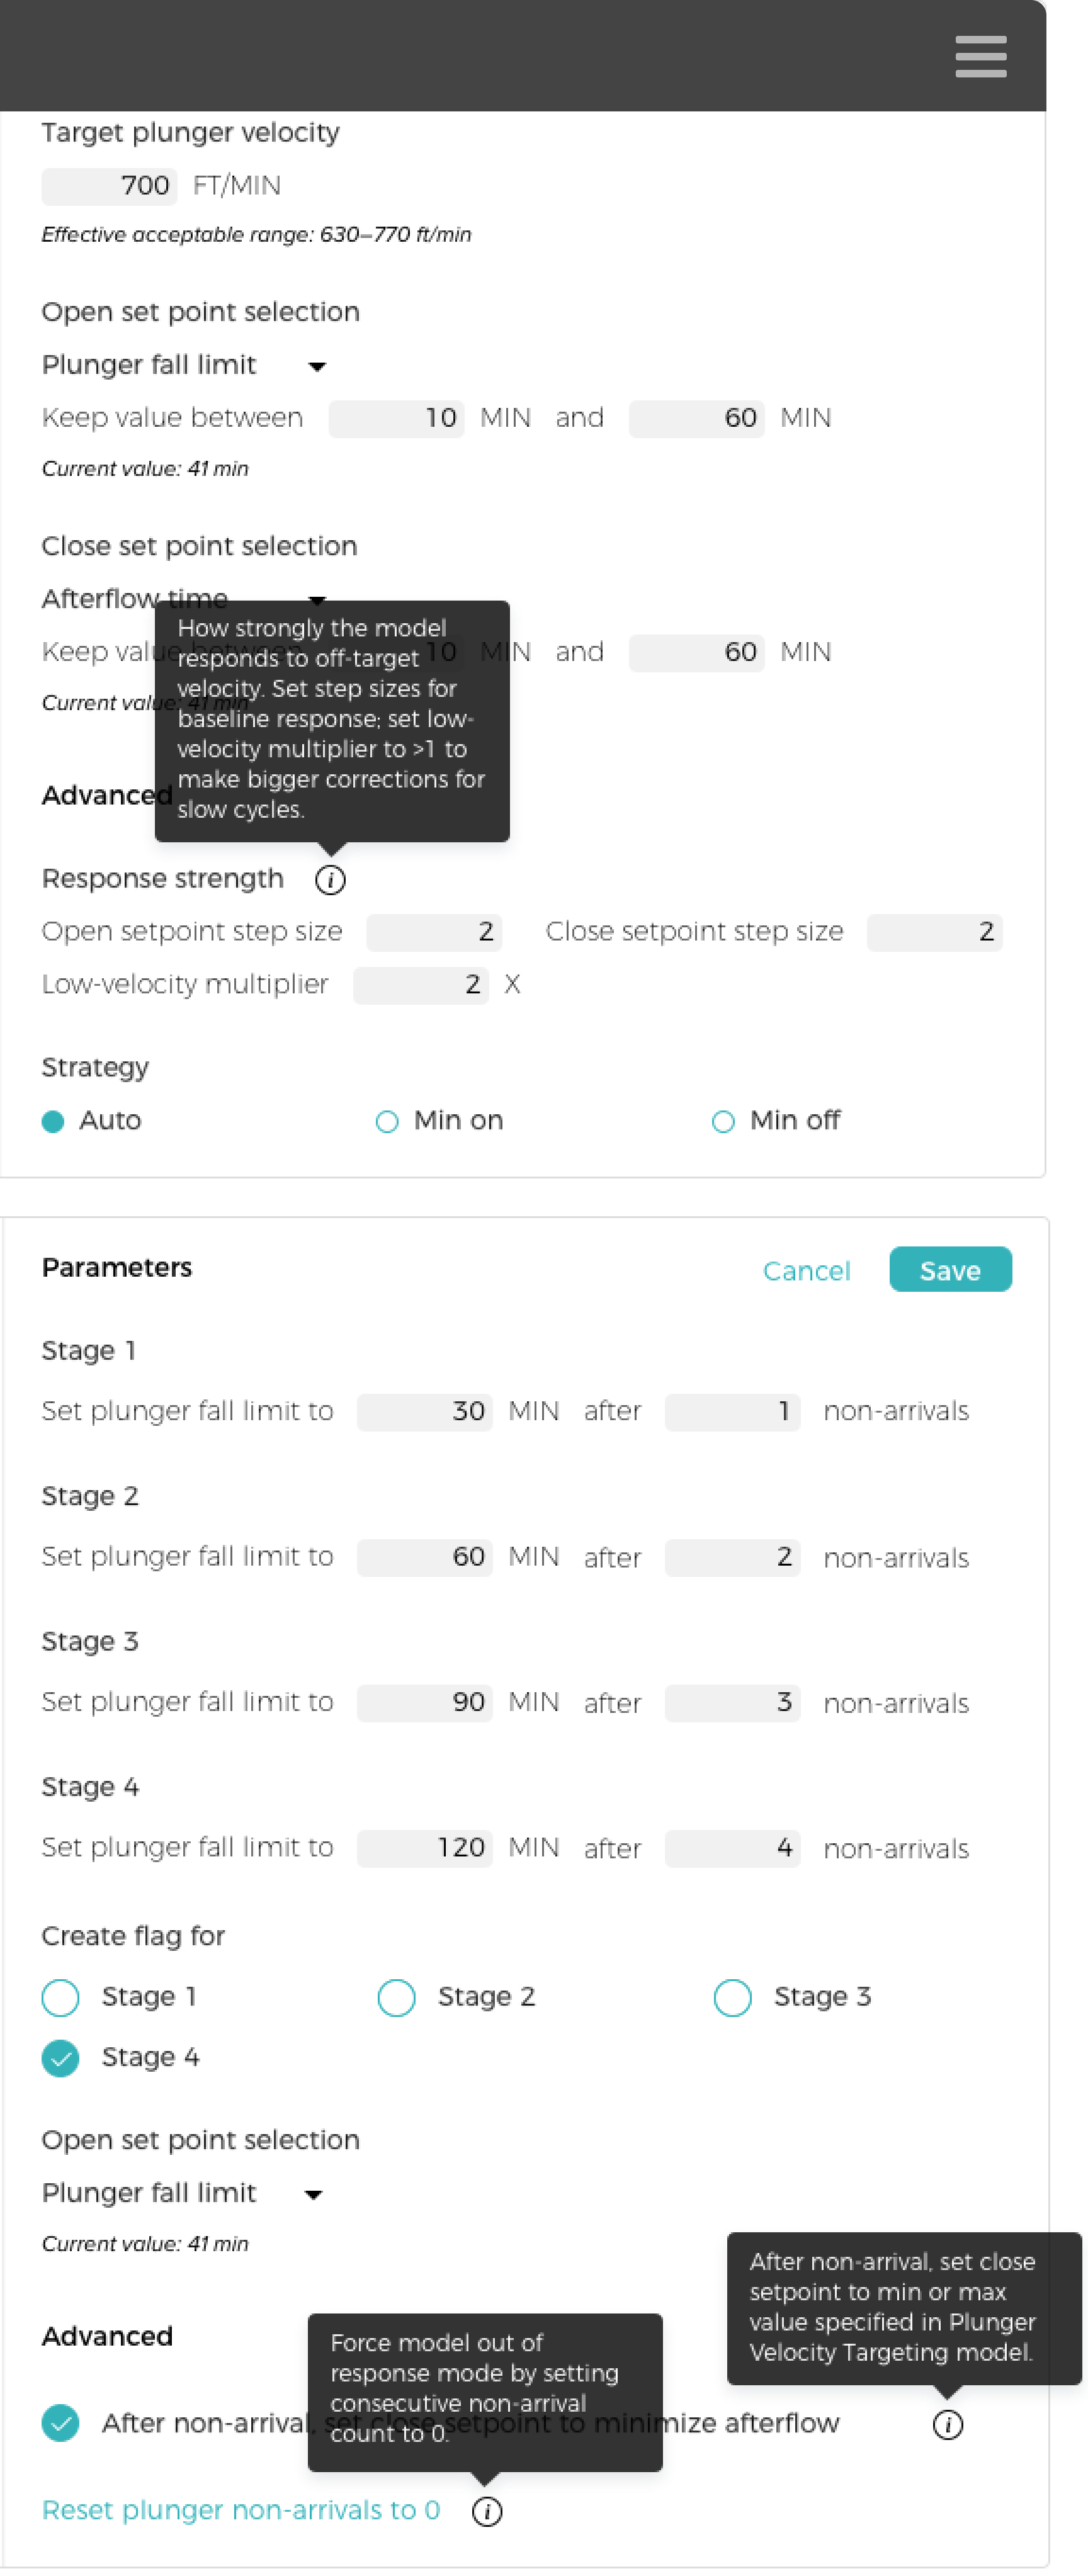 Target plunger velocity
700 FT/MIN
Effective acceptable range: 630–770 ft/min
Open set point selection
Plunger fall limit
Keep value between 10 MIN and 60 MIN
Current value: 41 min
Close set point selection
Afterflow time
Keep value between 10 MIN and 60 MIN
Current value: 41 min
How strongly the model
responds to off-target
velocity. Set step sizes for
baseline response; set low-
velocity multiplier to >1 to
make bigger corrections for
slow cycles.
Advanced
Response strength i
Open setpoint step size 2 Close setpoint step size 2
Low-velocity multiplier 2 X
Strategy
Auto Min on Min off
Parameters Cancel Save
Stage 1
Set plunger fall limit to 30 MIN after 1 non-arrivals
Stage 2
Set plunger fall limit to 60 MIN after 2 non-arrivals
Stage 3
Set plunger fall limit to 90 MIN after 3 non-arrivals
Stage 4
Set plunger fall limit to 120 MIN after 4 non-arrivals
Create flag for
Stage 1 Stage 2 Stage 3
Stage 4
Open set point selection
Plunger fall limit
Current value: 41 min
After non-arrival, set close
setpoint to min or max
value specified in Plunger
Velocity Targeting model.
Advanced
Force model out of
response mode by setting
consecutive non-arrival
count to 0.
After non-arrival, set close setpoint to minimize afterflow i
Reset plunger non-arrivals to 0 i